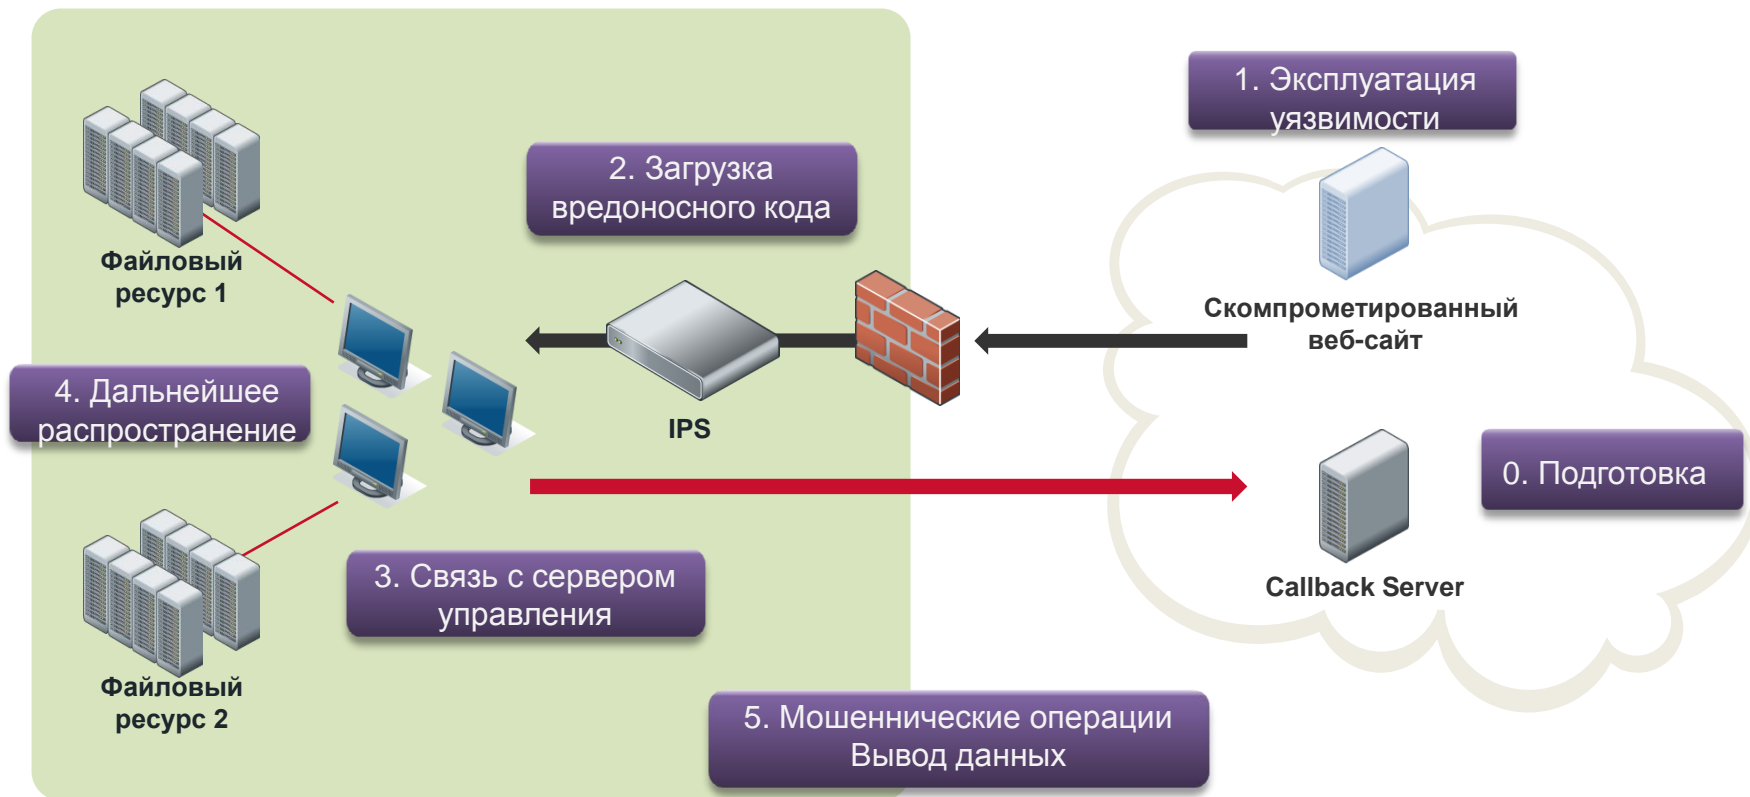 1. Эксплуатация
уязвимости
2. Загрузка
вредоносного кода
Файловый
ресурс 1
Скомпрометированный
веб-сайт
4. Дальнейшее
распространение
IPS
0. Подготовка
3. Связь с сервером
управления
Callback Server
Файловый
ресурс 2
5. Мошеннические операции
Вывод данных